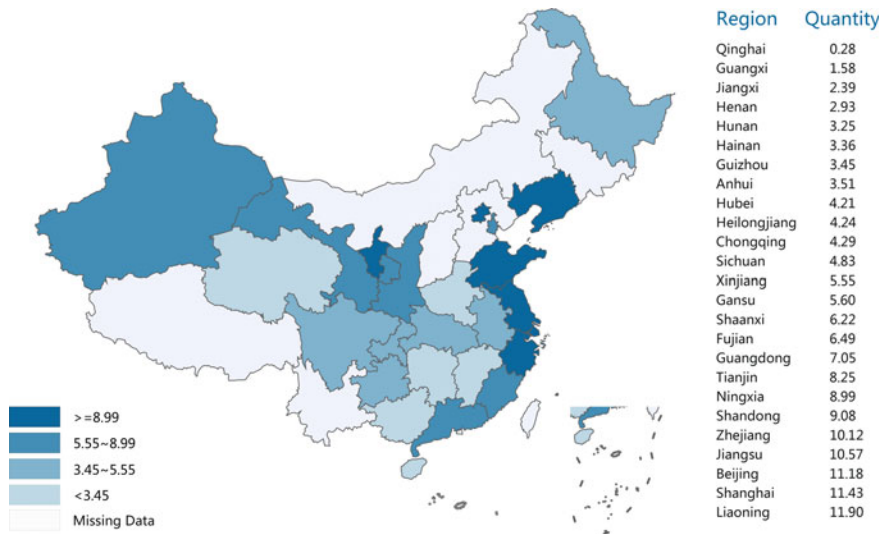 Region Quantity
Qinghai 0.28
Guangxi 1.58
Jiangxi 2.39
Henan 2.93
Hunan 3.25
Hainan 3.36
Guizhou 3.45
Anhui 3.51
Hubei 4.21
Heilongjiang 4.24
Chongqing 4.29
Sichuan 4.83
Xinjiang 5.55
Gansu 5.60
Shaanxi 6.22
Fujian 6.49
Guangdong 7.05
Tianjin 8.25
Ningxia 8.99
Shandong 9.08
Zhejiang 10.12
Jiangsu 10.57
Beijing 11.18
Shanghai 11.43
Liaoning 11.90
>=8.99
5.55~8.99
3.45~5.55
<3.45
Missing Data